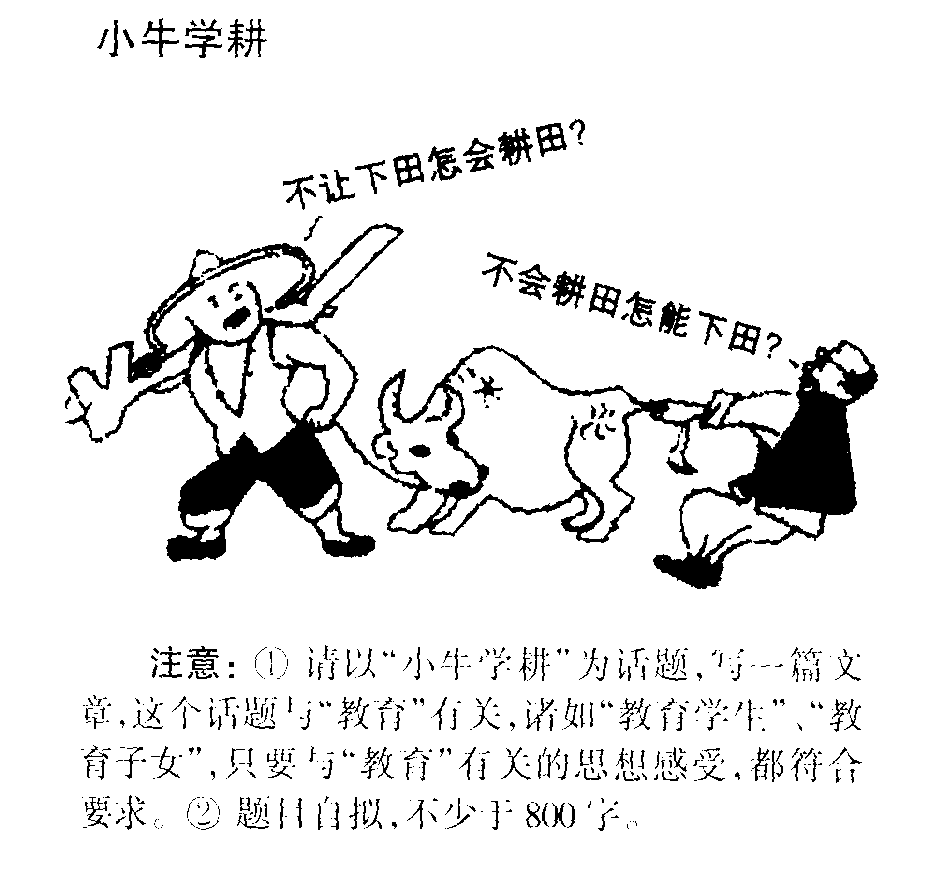 小牛学耕
不让下田怎会耕田?
不会耕田怎能下田?
注意：① 请以“小牛学耕”为话题，写一篇文
章，这个话题与“教育”有关，诸如“教育学生”、“教
育子女”，只要与“教育”有关的思想感受，都符合
要求。② 题目自拟，不少于800字。